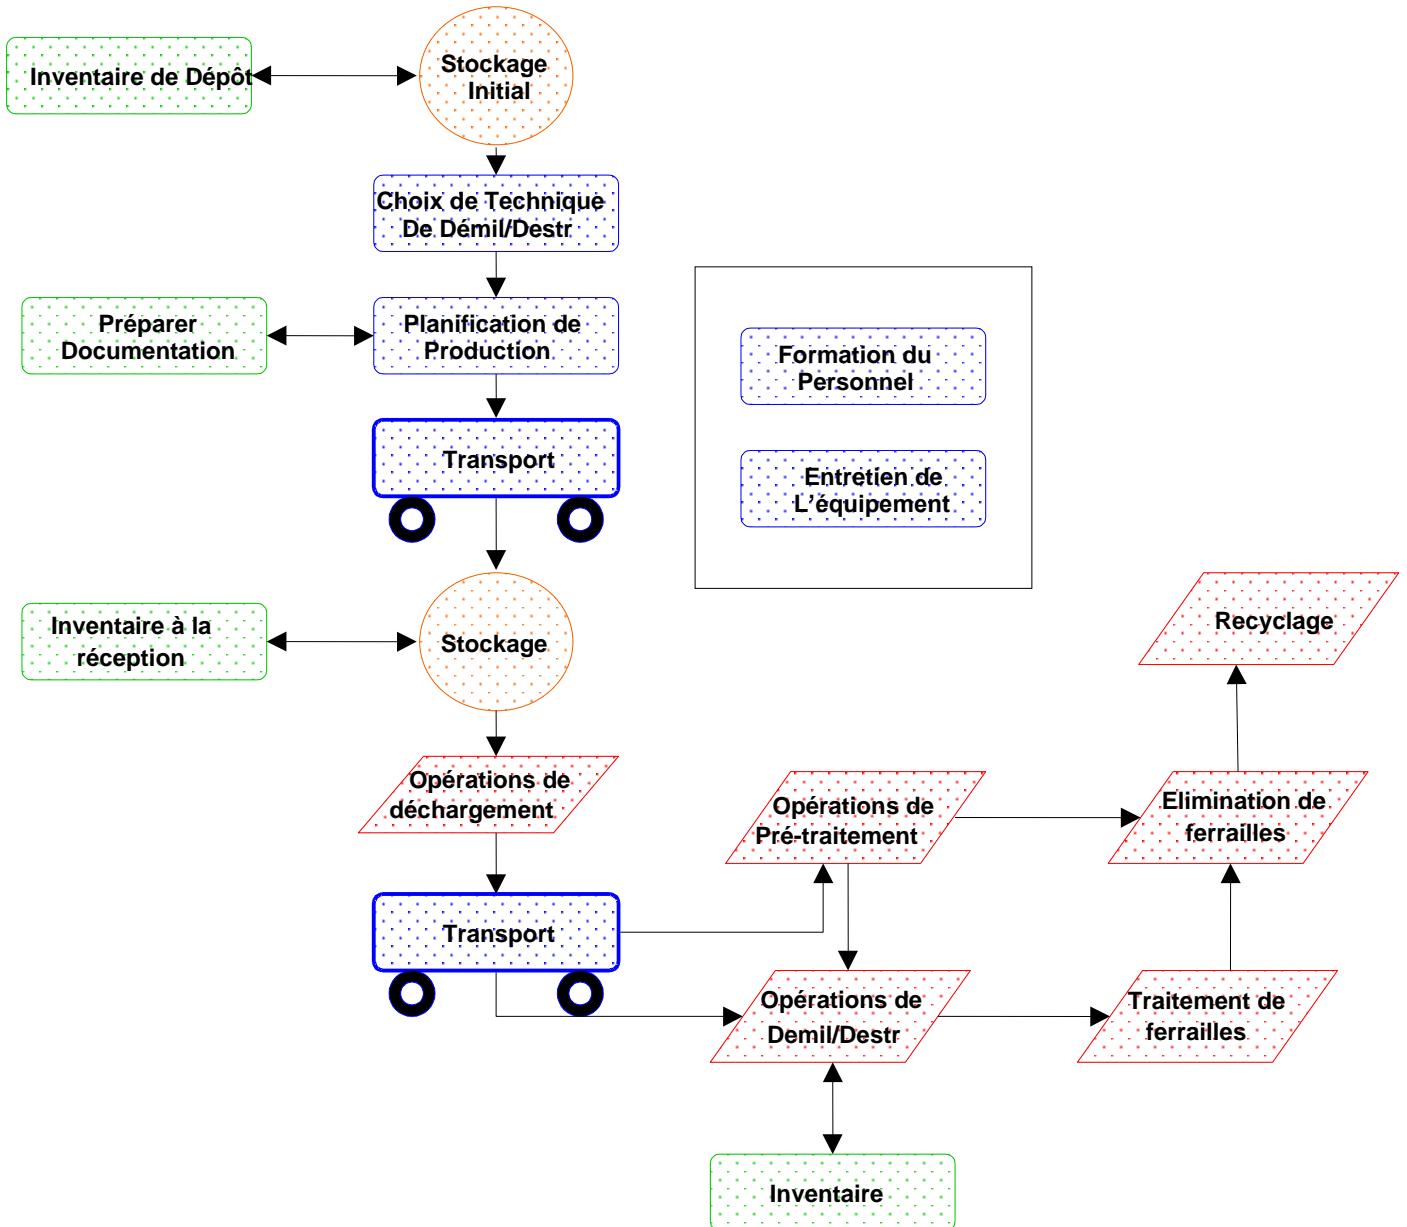 Inventaire de Dépôt
Stockage
Initial
Choix de Technique
De Démil/Destr
Préparer
Documentation
Planification de
Production
Formation du
Personnel
Transport
Entretien de
L'équipement
Inventaire à la
réception
Stockage
Recyclage
Opérations de
déchargement
Opérations de
Pré-traitement
Elimination de
ferrailles
Transport
Opérations de
Demil/Destr
Traitement de
ferrailles
Inventaire